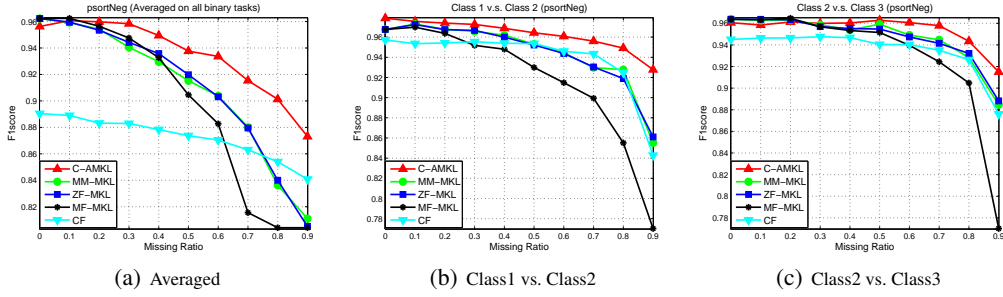 psortNeg (Averaged on all binary tasks)
F1score
0.96
0.94
0.92
0.9
0.88
0.86
0.84
0.82
C-AMKL
MM-MKL
ZF-MKL
MF-MKL
CF
0 0.1 0.2 0.3 0.4 0.5 0.6 0.7 0.8 0.9
Missing Ratio
(a) Averaged
Class 1 v.s. Class 2 (psortNeg)
F1score
0.96
0.94
0.92
0.9
0.88
0.86
0.84
0.82
0.8
0.78
C-AMKL
MM-MKL
ZF-MKL
MF-MKL
CF
0 0.1 0.2 0.3 0.4 0.5 0.6 0.7 0.8 0.9
Missing Ratio
(b) Class1 vs. Class2
Class 2 v.s. Class 3 (psortNeg)
F1score
0.96
0.94
0.92
0.9
0.88
0.86
0.84
0.82
0.8
0.78
C-AMKL
MM-MKL
ZF-MKL
MF-MKL
CF
0 0.1 0.2 0.3 0.4 0.5 0.6 0.7 0.8 0.9
Missing Ratio
(c) Class2 vs. Class3